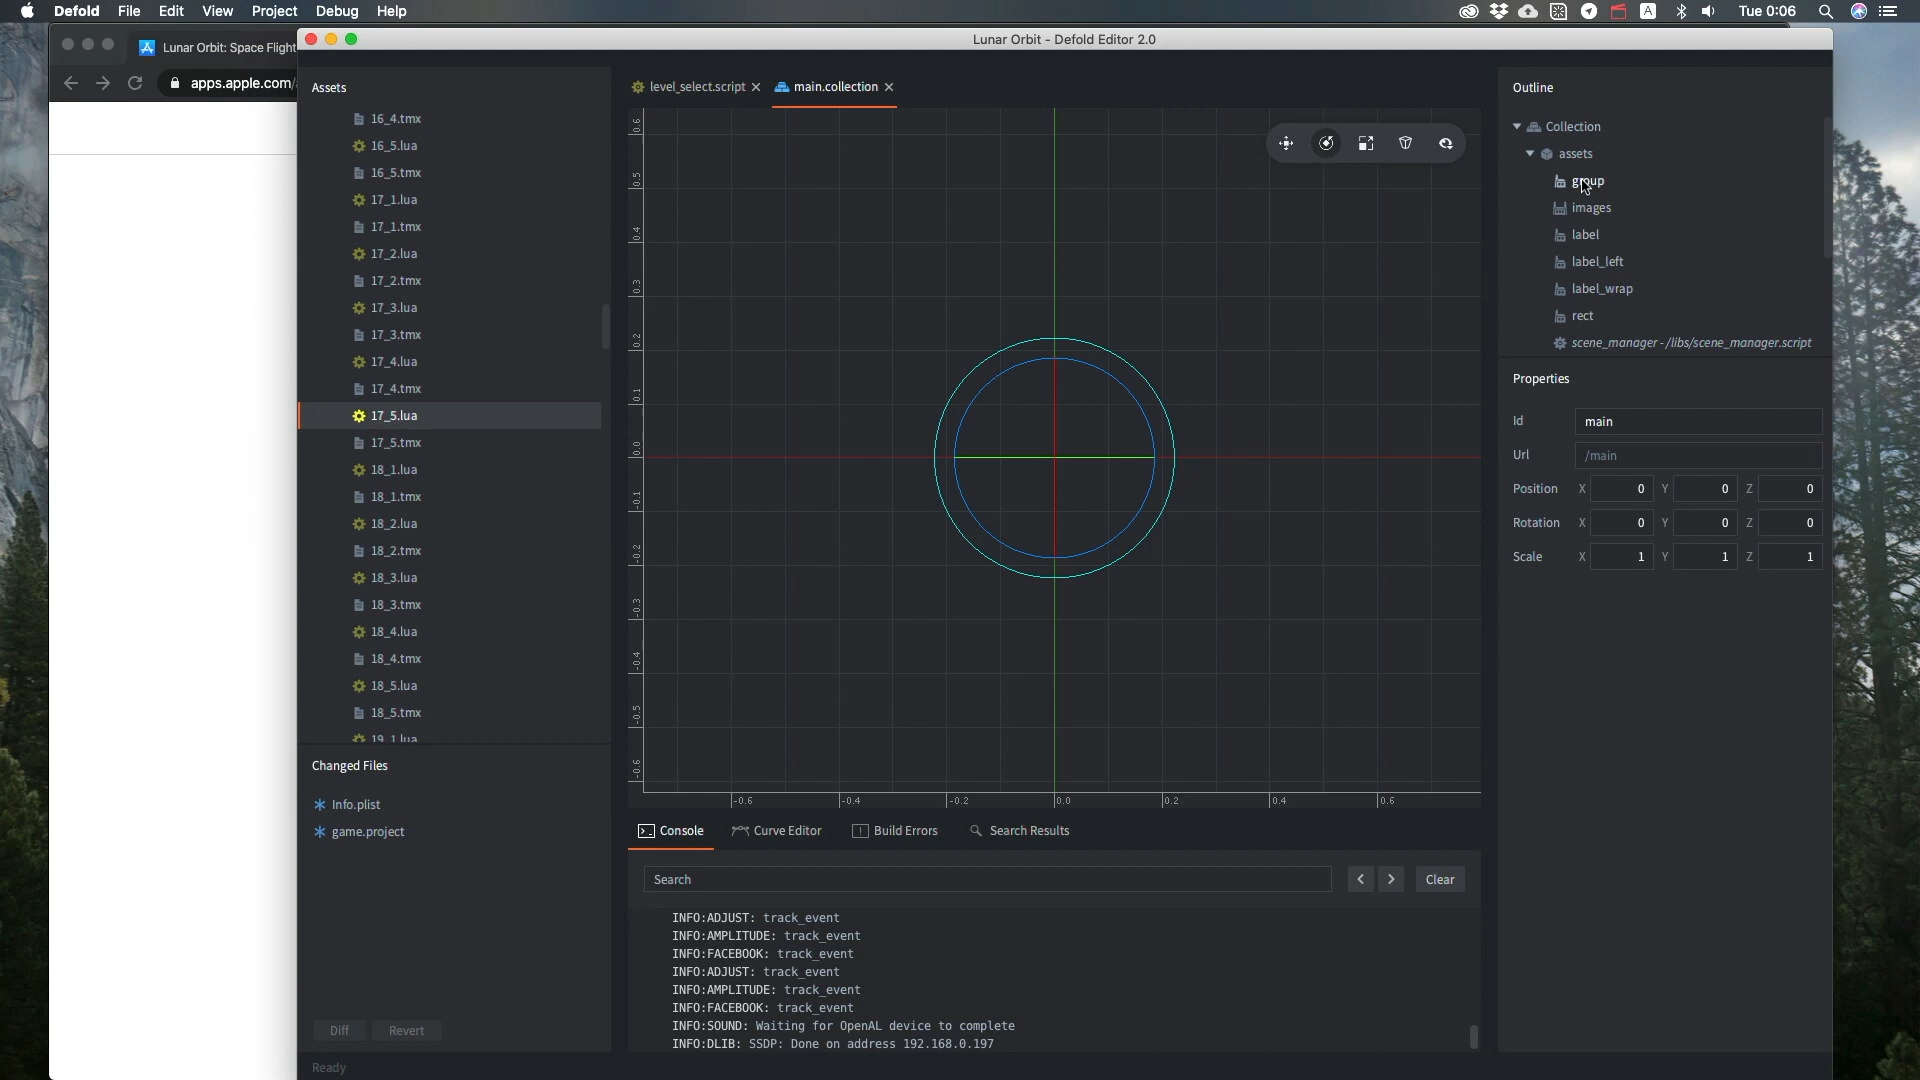 Defold File Edit View Project Debug Help
A Tue 0:06
Lunar Orbit: Space Flight
apps.apple.com/
Lunar Orbit - Defold Editor 2.0
Assets
16_4.tmx
16_5.lua
16_5.tmx
17_1.lua
17_1.tmx
17_2.lua
17_2.tmx
17_3.lua
17_3.tmx
17_4.lua
17_4.tmx
17_5.lua
17_5.tmx
18_1.lua
18_1.tmx
18_2.lua
18_2.tmx
18_3.lua
18_3.tmx
18_4.lua
18_4.tmx
18_5.lua
18_5.tmx
19_1.lua
Changed Files
Info.plist
game.project
Diff Revert
Ready
level_select.script main.collection
0.6
0.5
0.4
0.3
0.2
0.1
0.0
-0.1
-0.2
-0.3
-0.4
-0.5
-0.6
-0.6 -0.4 -0.2 0.0 0.2 0.4 0.6
Console Curve Editor Build Errors Search Results
Search Clear
INFO:ADJUST: track_event
INFO:AMPLITUDE: track_event
INFO:FACEBOOK: track_event
INFO:ADJUST: track_event
INFO:AMPLITUDE: track_event
INFO:FACEBOOK: track_event
INFO:SOUND: Waiting for OpenAL device to complete
INFO:DLIB: SSDP: Done on address 192.168.0.197
Outline
Collection
assets
group
images
label
label_left
label_wrap
rect
scene_manager - /libs/scene_manager.script
Properties
Id main
Url /main
Position X 0 Y 0 Z 0
Rotation X 0 Y 0 Z 0
Scale X 1 Y 1 Z 1